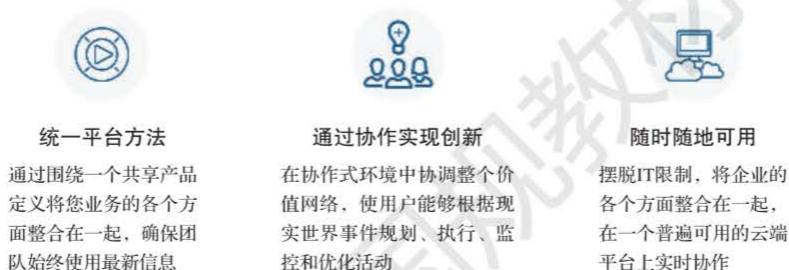 统一平台方法
通过围绕一个共享产品
定义将您业务的各个方
面整合在一起，确保团
队始终使用最新信息
通过协作实现创新
在协作式环境中协调整个价
值网络，使用户能够根据现
实世界事件规划、执行、监
控和优化活动
随时随地可用
摆脱IT限制，将企业的
各个方面整合在一起，
在一个普遍可用的云端
平台上实时协作